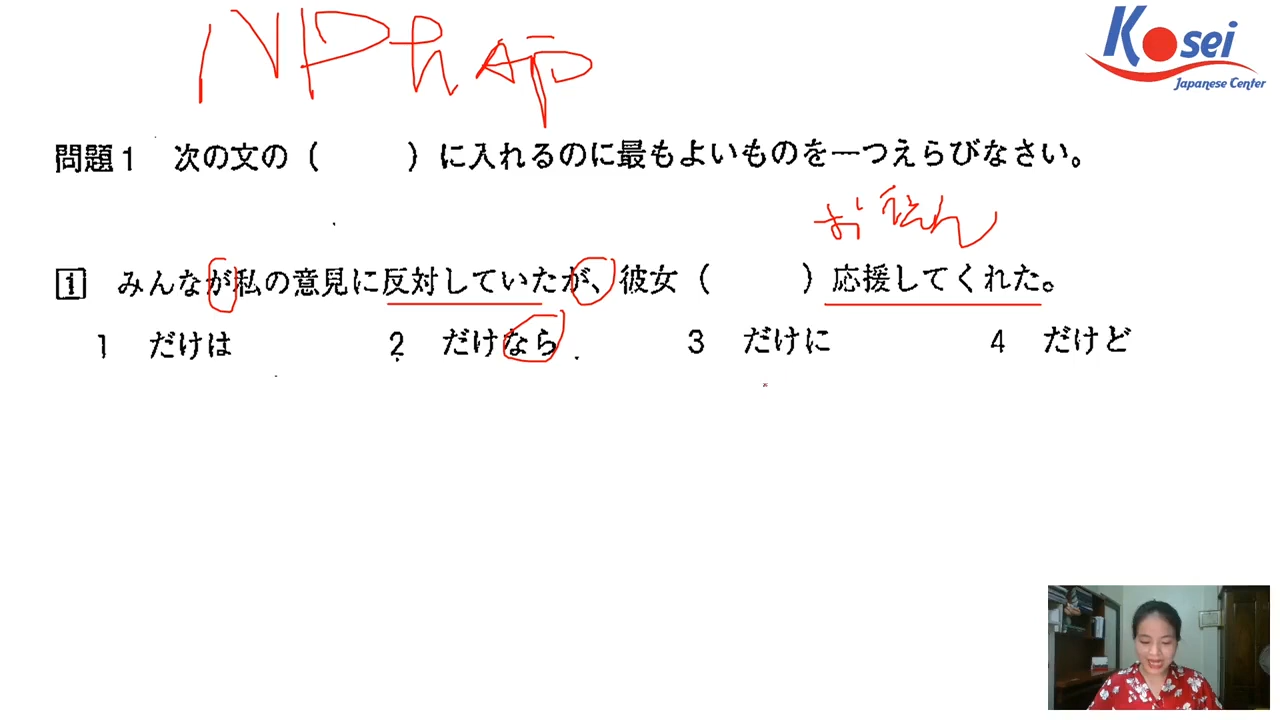 NPháp
Kosei
Japanese Center
問題1 次の文の( )に入れるのに最もよいものを一つえらびなさい。
1 みんなが私の意見に反対していたが、彼女( )応援してくれた。
1 だけは 2 だけなら 3 だけに 4 だけど